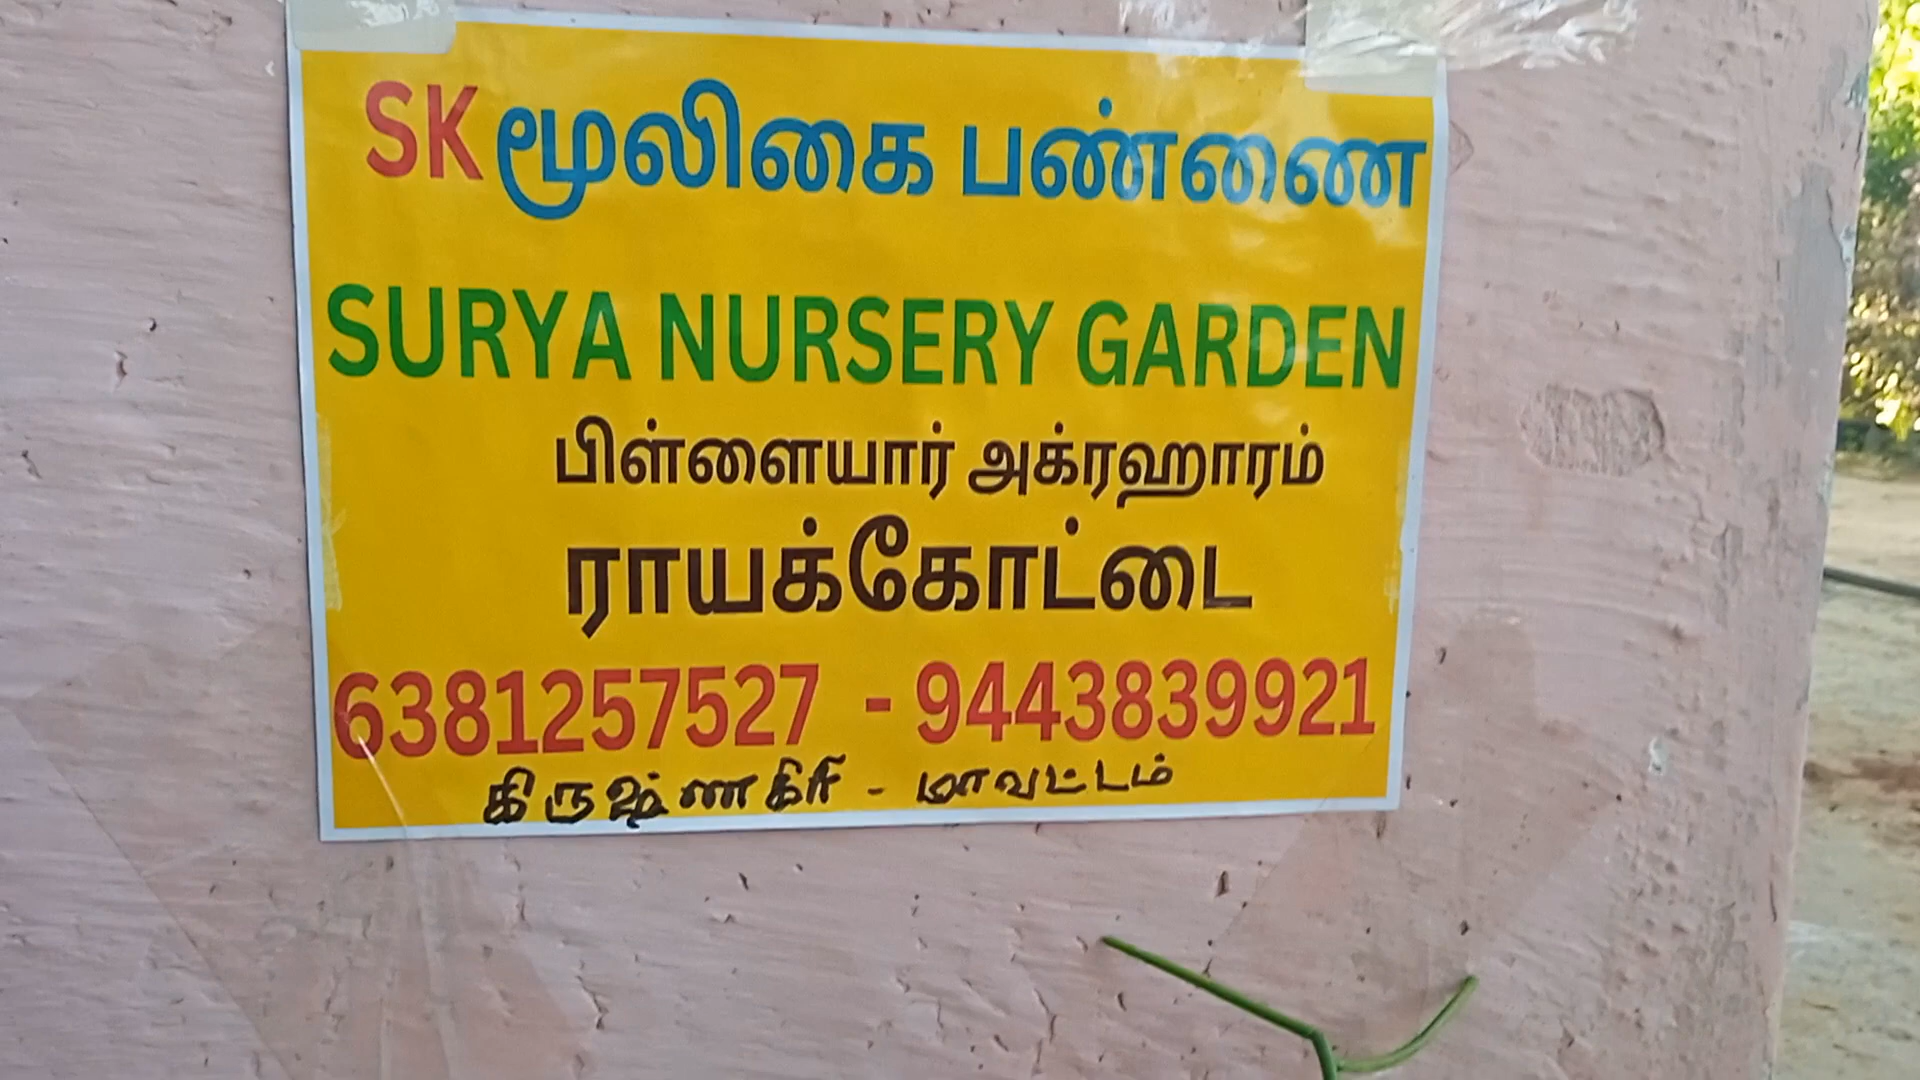 SK மூலிகை பண்ணை
SURYA NURSERY GARDEN
பிள்ளையார் அக்ரஹாரம்
ராயக்கோட்டை
6381257527 - 9443839921
கிருஷ்ணகிரி - மாவட்டம்